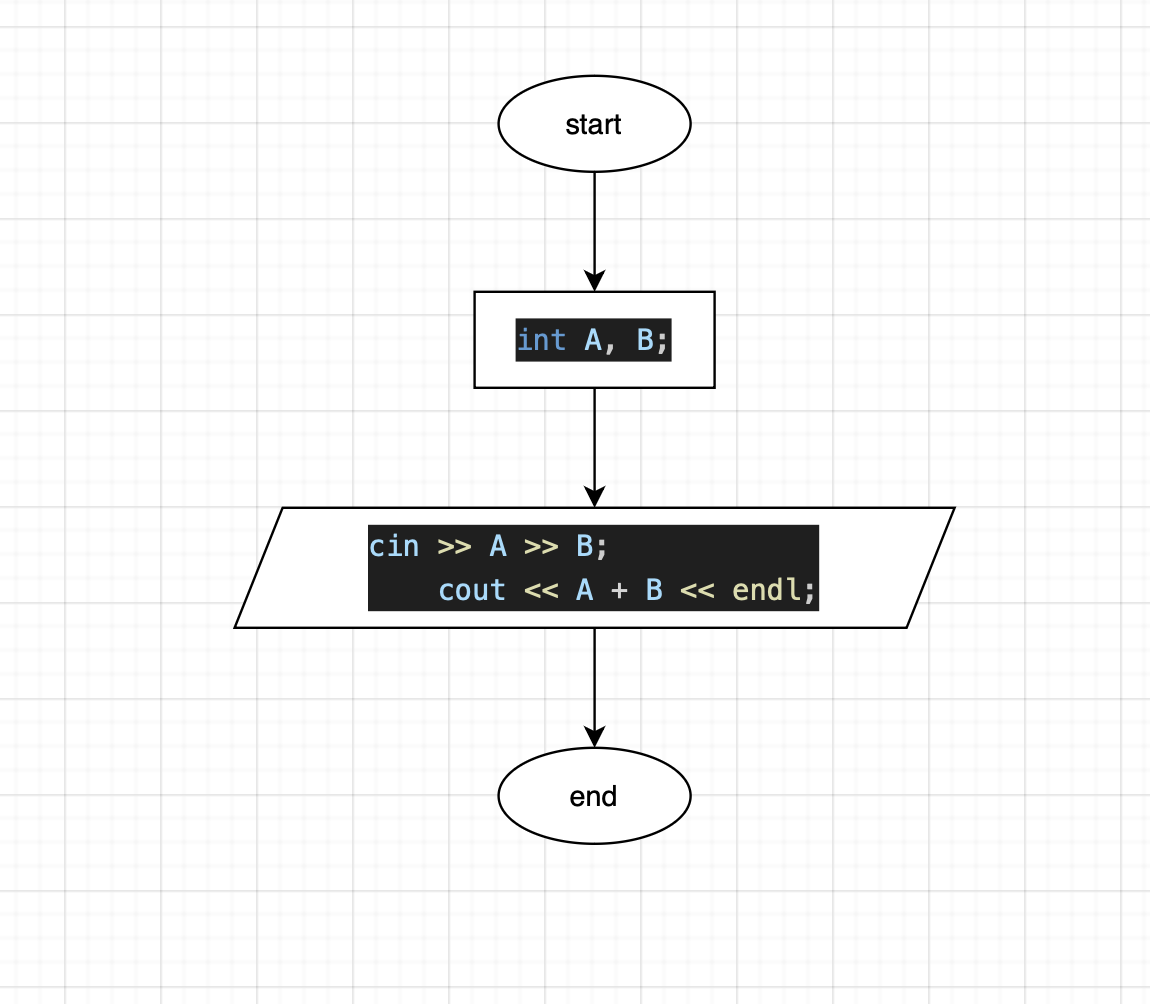 start
int A, B;
cin >> A >> B;
    cout << A + B << endl;
end